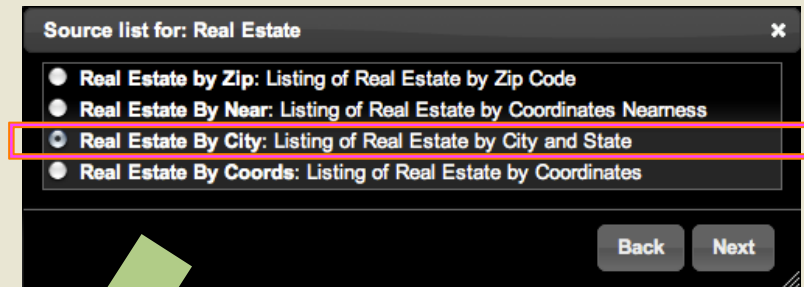 Source list for: Real Estate
Real Estate by Zip: Listing of Real Estate by Zip Code
Real Estate By Near: Listing of Real Estate by Coordinates Nearness
Real Estate By City: Listing of Real Estate by City and State
Real Estate By Coords: Listing of Real Estate by Coordinates
Back Next